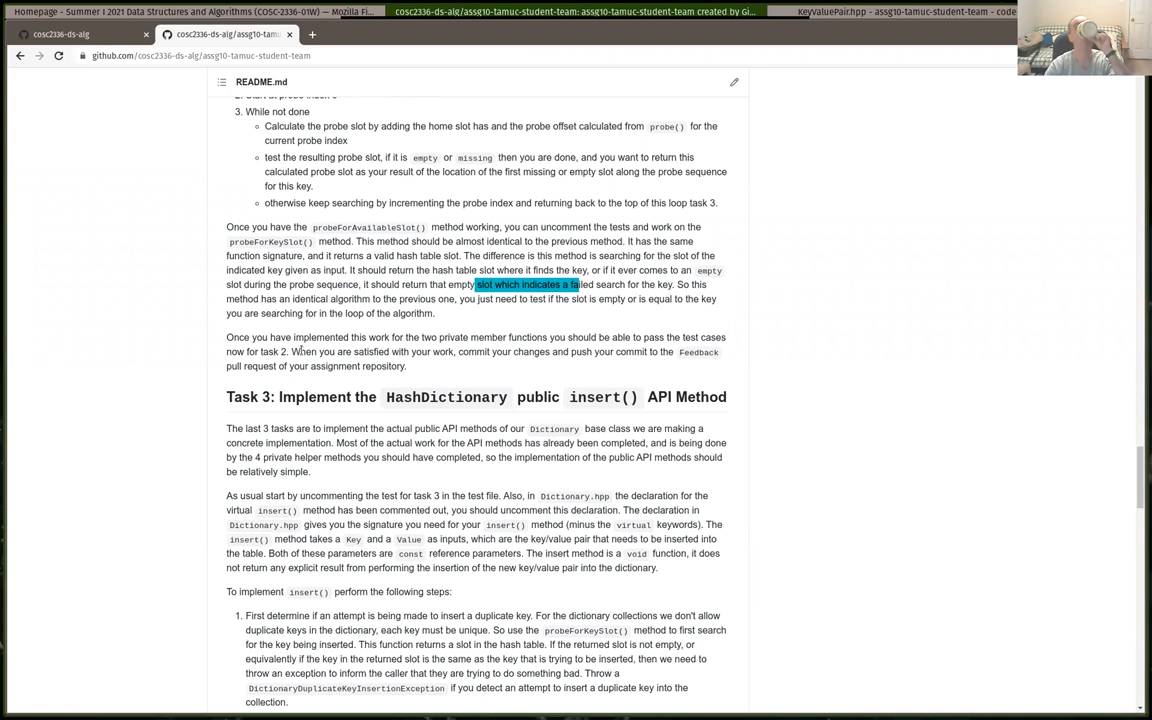 Homepage - Summer I 2021 Data Structures and Algorithms (COSC-2336-01W) — Mozilla Fi...
cosc2336-ds-alg/assg10-tamuc-student-team: assg10-tamuc-student-team created by Gi...
KeyValuePair.hpp - assg10-tamuc-student-team - code
cosc2336-ds-alg
cosc2336-ds-alg/assg10-tamu
github.com/cosc2336-ds-alg/assg10-tamuc-student-team
README.md
3. While not done
Calculate the probe slot by adding the home slot has and the probe offset calculated from probe() for the
current probe index
test the resulting probe slot, if it is empty or missing then you are done, and you want to return this
calculated probe slot as your result of the location of the first missing or empty slot along the probe sequence
for this key.
otherwise keep searching by incrementing the probe index and returning back to the top of this loop task 3.
Once you have the probeForAvailableSlot() method working, you can uncomment the tests and work on the
probeForKeySlot() method. This method should be almost identical to the previous method. It has the same
function signature, and it returns a valid hash table slot. The difference is this method is searching for the slot of the
indicated key given as input. It should return the hash table slot where it finds the key, or if it ever comes to an empty
slot during the probe sequence, it should return that empty slot which indicates a failed search for the key. So this
method has an identical algorithm to the previous one, you just need to test if the slot is empty or is equal to the key
you are searching for in the loop of the algorithm.
Once you have implemented this work for the two private member functions you should be able to pass the test cases
now for task 2. When you are satisfied with your work, commit your changes and push your commit to the Feedback
pull request of your assignment repository.
Task 3: Implement the HashDictionary public insert() API Method
The last 3 tasks are to implement the actual public API methods of our Dictionary base class we are making a
concrete implementation. Most of the actual work for the API methods has already been completed, and is being done
by the 4 private helper methods you should have completed, so the implementation of the public API methods should
be relatively simple.
As usual start by uncommenting the test for task 3 in the test file. Also, in Dictionary.hpp the declaration for the
virtual insert() method has been commented out, you should uncomment this declaration. The declaration in
Dictionary.hpp gives you the signature you need for your insert() method (minus the virtual keywords). The
insert() method takes a Key and a Value as inputs, which are the key/value pair that needs to be inserted into
the table. Both of these parameters are const reference parameters. The insert method is a void function, it does
not return any explicit result from performing the insertion of the new key/value pair into the dictionary.
To implement insert() perform the following steps:
1. First determine if an attempt is being made to insert a duplicate key. For the dictionary collections we don't allow
duplicate keys in the dictionary, each key must be unique. So use the probeForKeySlot() method to first search
for the key being inserted. This function returns a slot in the hash table. If the returned slot is not empty, or
equivalently if the key in the returned slot is the same as the key that is trying to be inserted, then we need to
throw an exception to inform the caller that they are trying to do something bad. Throw a
DictionaryDuplicateKeyInsertionException if you detect an attempt to insert a duplicate key into the
collection.